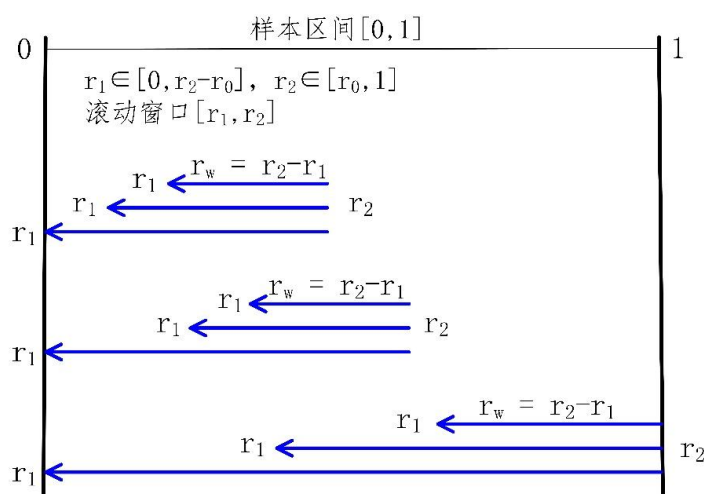 样本区间[0,1]
0
1
r₁∈[0,r₂-r₀], r₂∈[r₀,1]
滚动窗口[r₁,r₂]
r₁ r_w = r₂-r₁
r₁ r₂
r₁
r₁ r_w = r₂-r₁
r₁ r₂
r₁
r₁ r_w = r₂-r₁
r₁ r₂
r₁